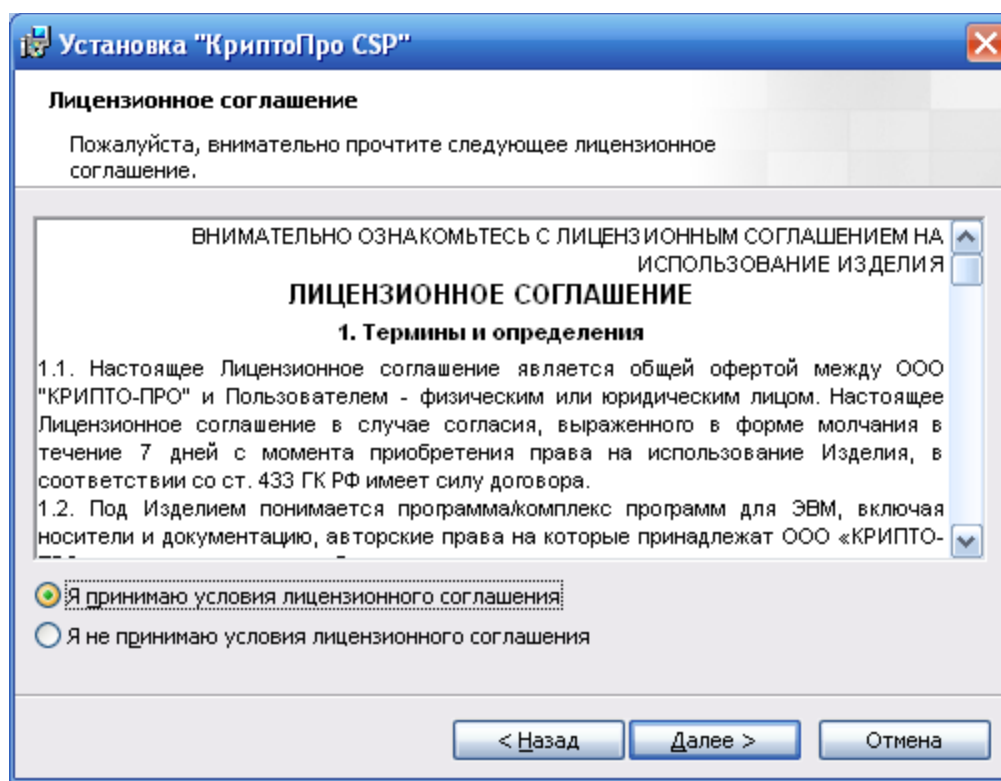 Установка "КриптоПро CSP"
Лицензионное соглашение
Пожалуйста, внимательно прочтите следующее лицензионное
соглашение.
ВНИМАТЕЛЬНО ОЗНАКОМЬТЕСЬ С ЛИЦЕНЗИОННЫМ СОГЛАШЕНИЕМ НА
ИСПОЛЬЗОВАНИЕ ИЗДЕЛИЯ
ЛИЦЕНЗИОННОЕ СОГЛАШЕНИЕ
1. Термины и определения
1.1. Настоящее Лицензионное соглашение является общей офертой между ООО
"КРИПТО-ПРО" и Пользователем - физическим или юридическим лицом. Настоящее
Лицензионное соглашение в случае согласия, выраженного в форме молчания в
течение 7 дней с момента приобретения права на использование Изделия, в
соответствии со ст. 433 ГК РФ имеет силу договора.
1.2. Под Изделием понимается программа/комплекс программ для ЭВМ, включая
носители и документацию, авторские права на которые принадлежат ООО «КРИПТО-
Я принимаю условия лицензионного соглашения
Я не принимаю условия лицензионного соглашения
< Назад
Далее >
Отмена